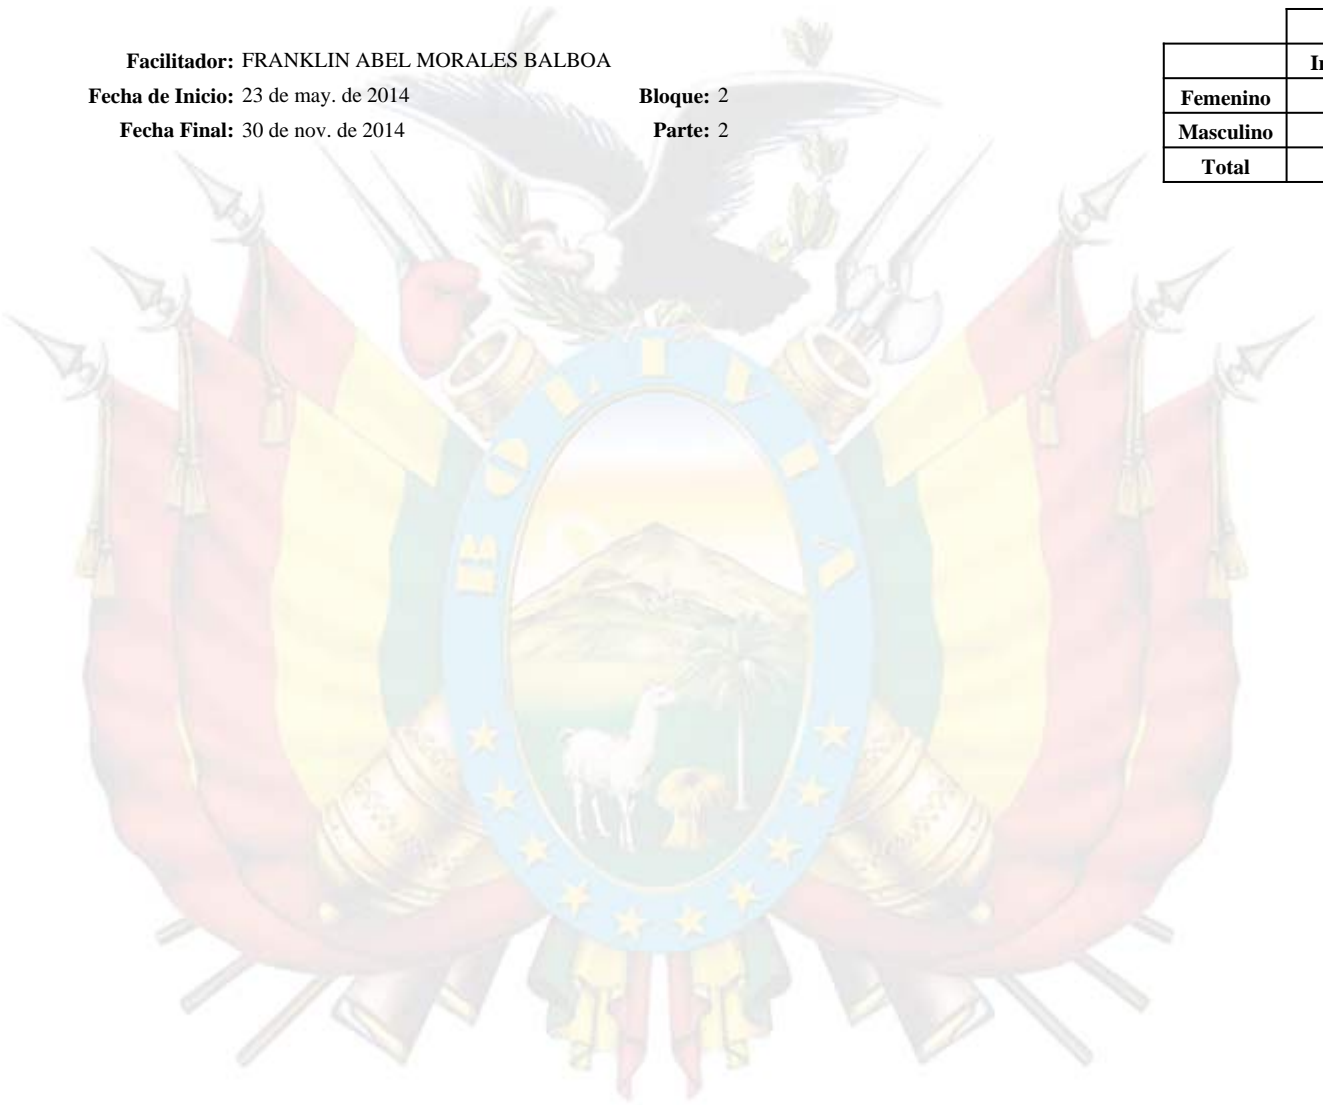 Facilitador: FRANKLIN ABEL MORALES BALBOA
Fecha de Inicio: 23 de may. de 2014 Bloque: 2
Fecha Final: 30 de nov. de 2014 Parte: 2
Femenino
Masculino
Total
BOLIVIA